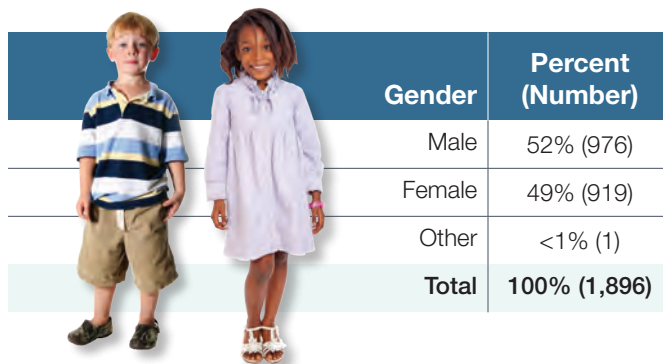 Gender Percent (Number)
Male 52% (976)
Female 49% (919)
Other <1% (1)
Total 100% (1,896)